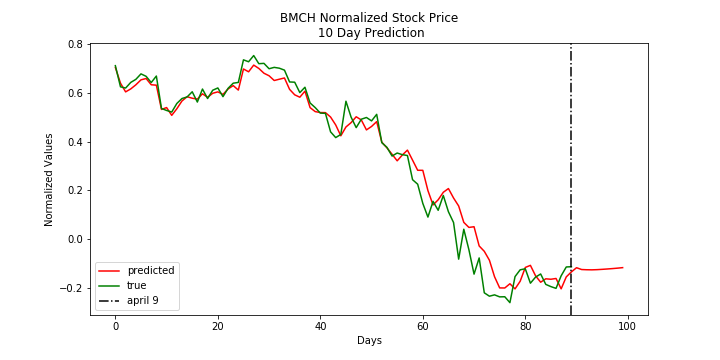 BMCH Normalized Stock Price
10 Day Prediction
0.8
0.6
0.4
0.2
0.0
−0.2
Normalized Values
predicted
true
april 9
0 20 40 60 80 100
Days